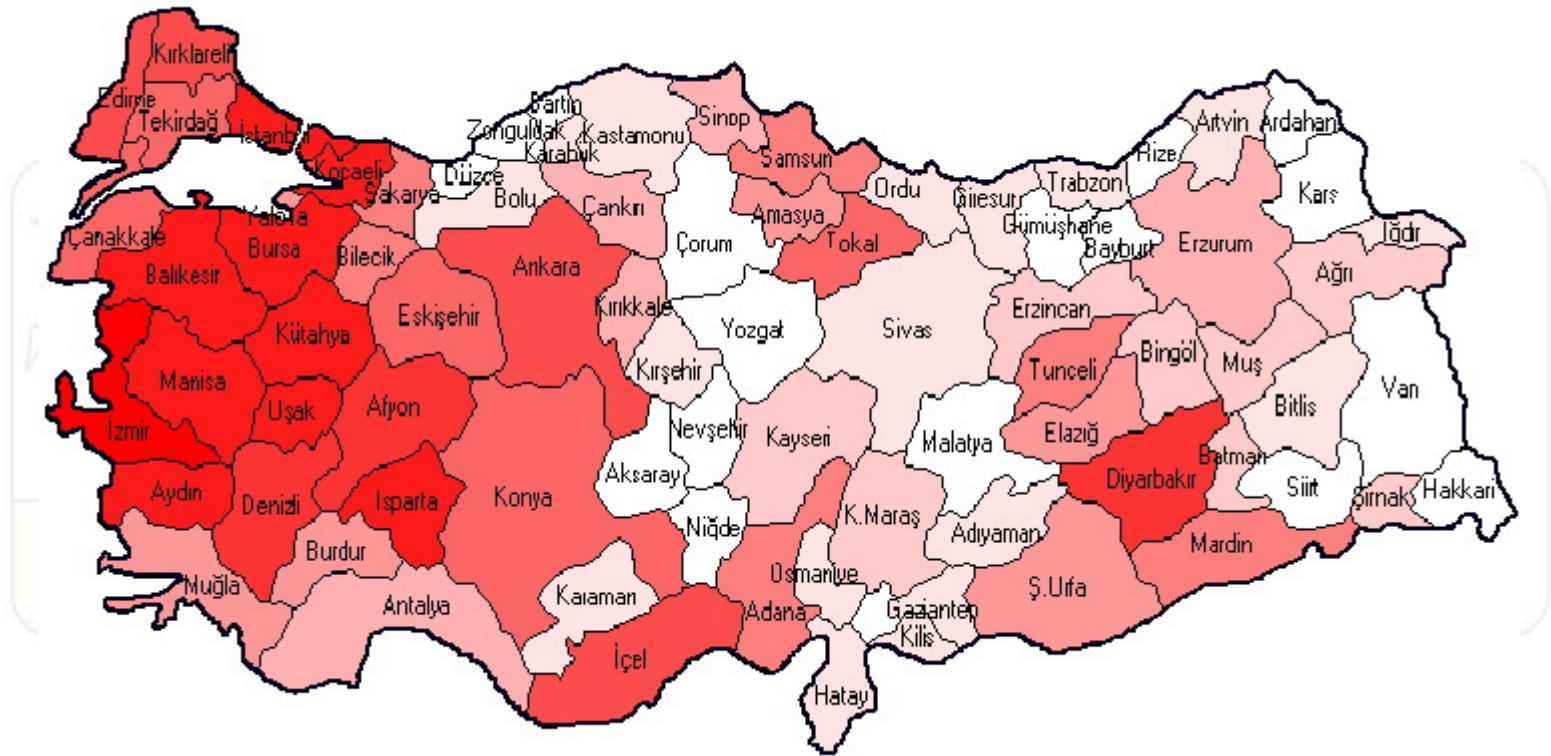 Kırklareli
Edirne
Tekirdağ
İstanbul
Kocaeli
Sakarya
Yalova
Bartın
Zonguldak
Karabük
Kastamonu
Düzce
Bolu
Sinop
Samsun
Çankırı
Amasya
Ordu
Giresun
Trabzon
Rize
Artvin
Ardahan
Kars
Iğdır
Gümüşhane
Bayburt
Erzurum
Ağrı
Çanakkale
Balıkesir
Bursa
Bilecik
Ankara
Çorum
Tokal
Eskişehir
Kütahya
Kırıkkale
Yozgat
Sivas
Erzincan
Manisa
Uşak
Afyon
Kırşehir
Tunceli
Bingöl
Muş
Bitlis
Van
İzmir
Nevşehir
Kayseri
Malatya
Elazığ
Aydın
Denizli
Isparta
Konya
Aksaray
Diyarbakır
Batman
Siirt
Şırnak
Hakkari
Burdur
Niğde
K.Maraş
Adıyaman
Mardin
Muğla
Antalya
Karaman
Osmaniye
Adana
Gaziantep
Kilis
Ş.Urfa
İçel
Hatay